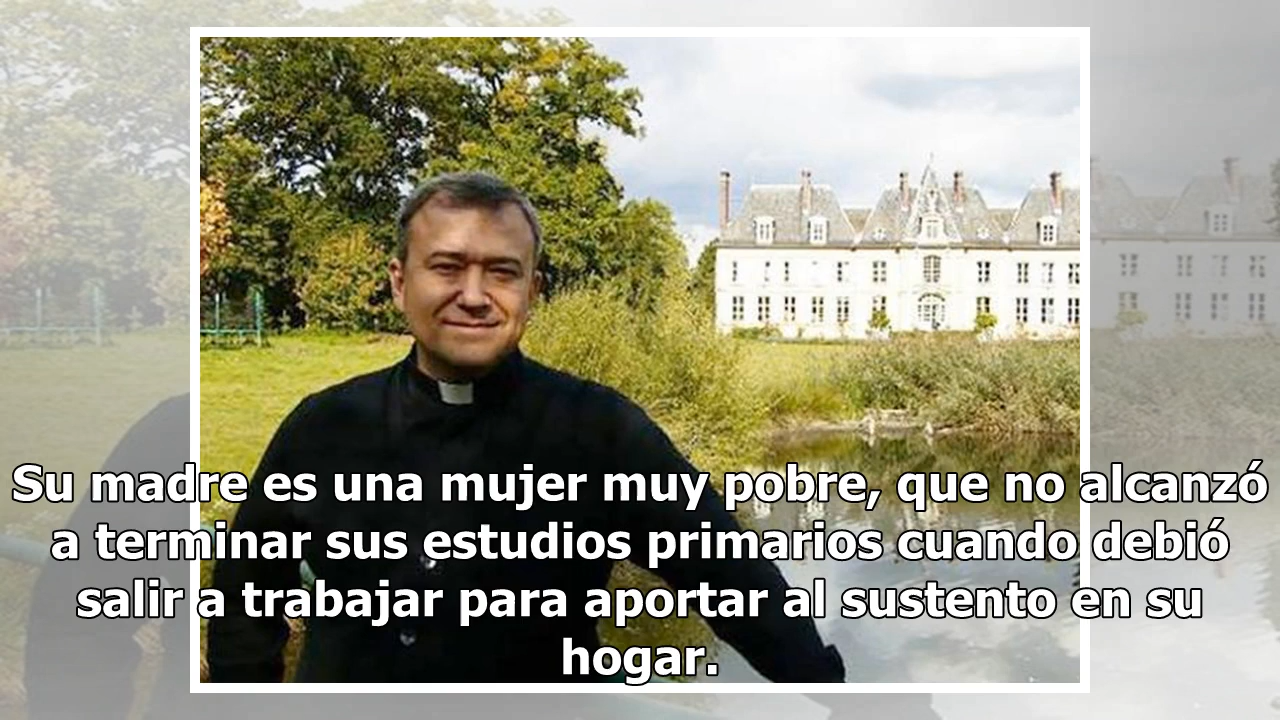 Su madre es una mujer muy pobre, que no alcanzó
a terminar sus estudios primarios cuando debió
salir a trabajar para aportar al sustento en su
hogar.